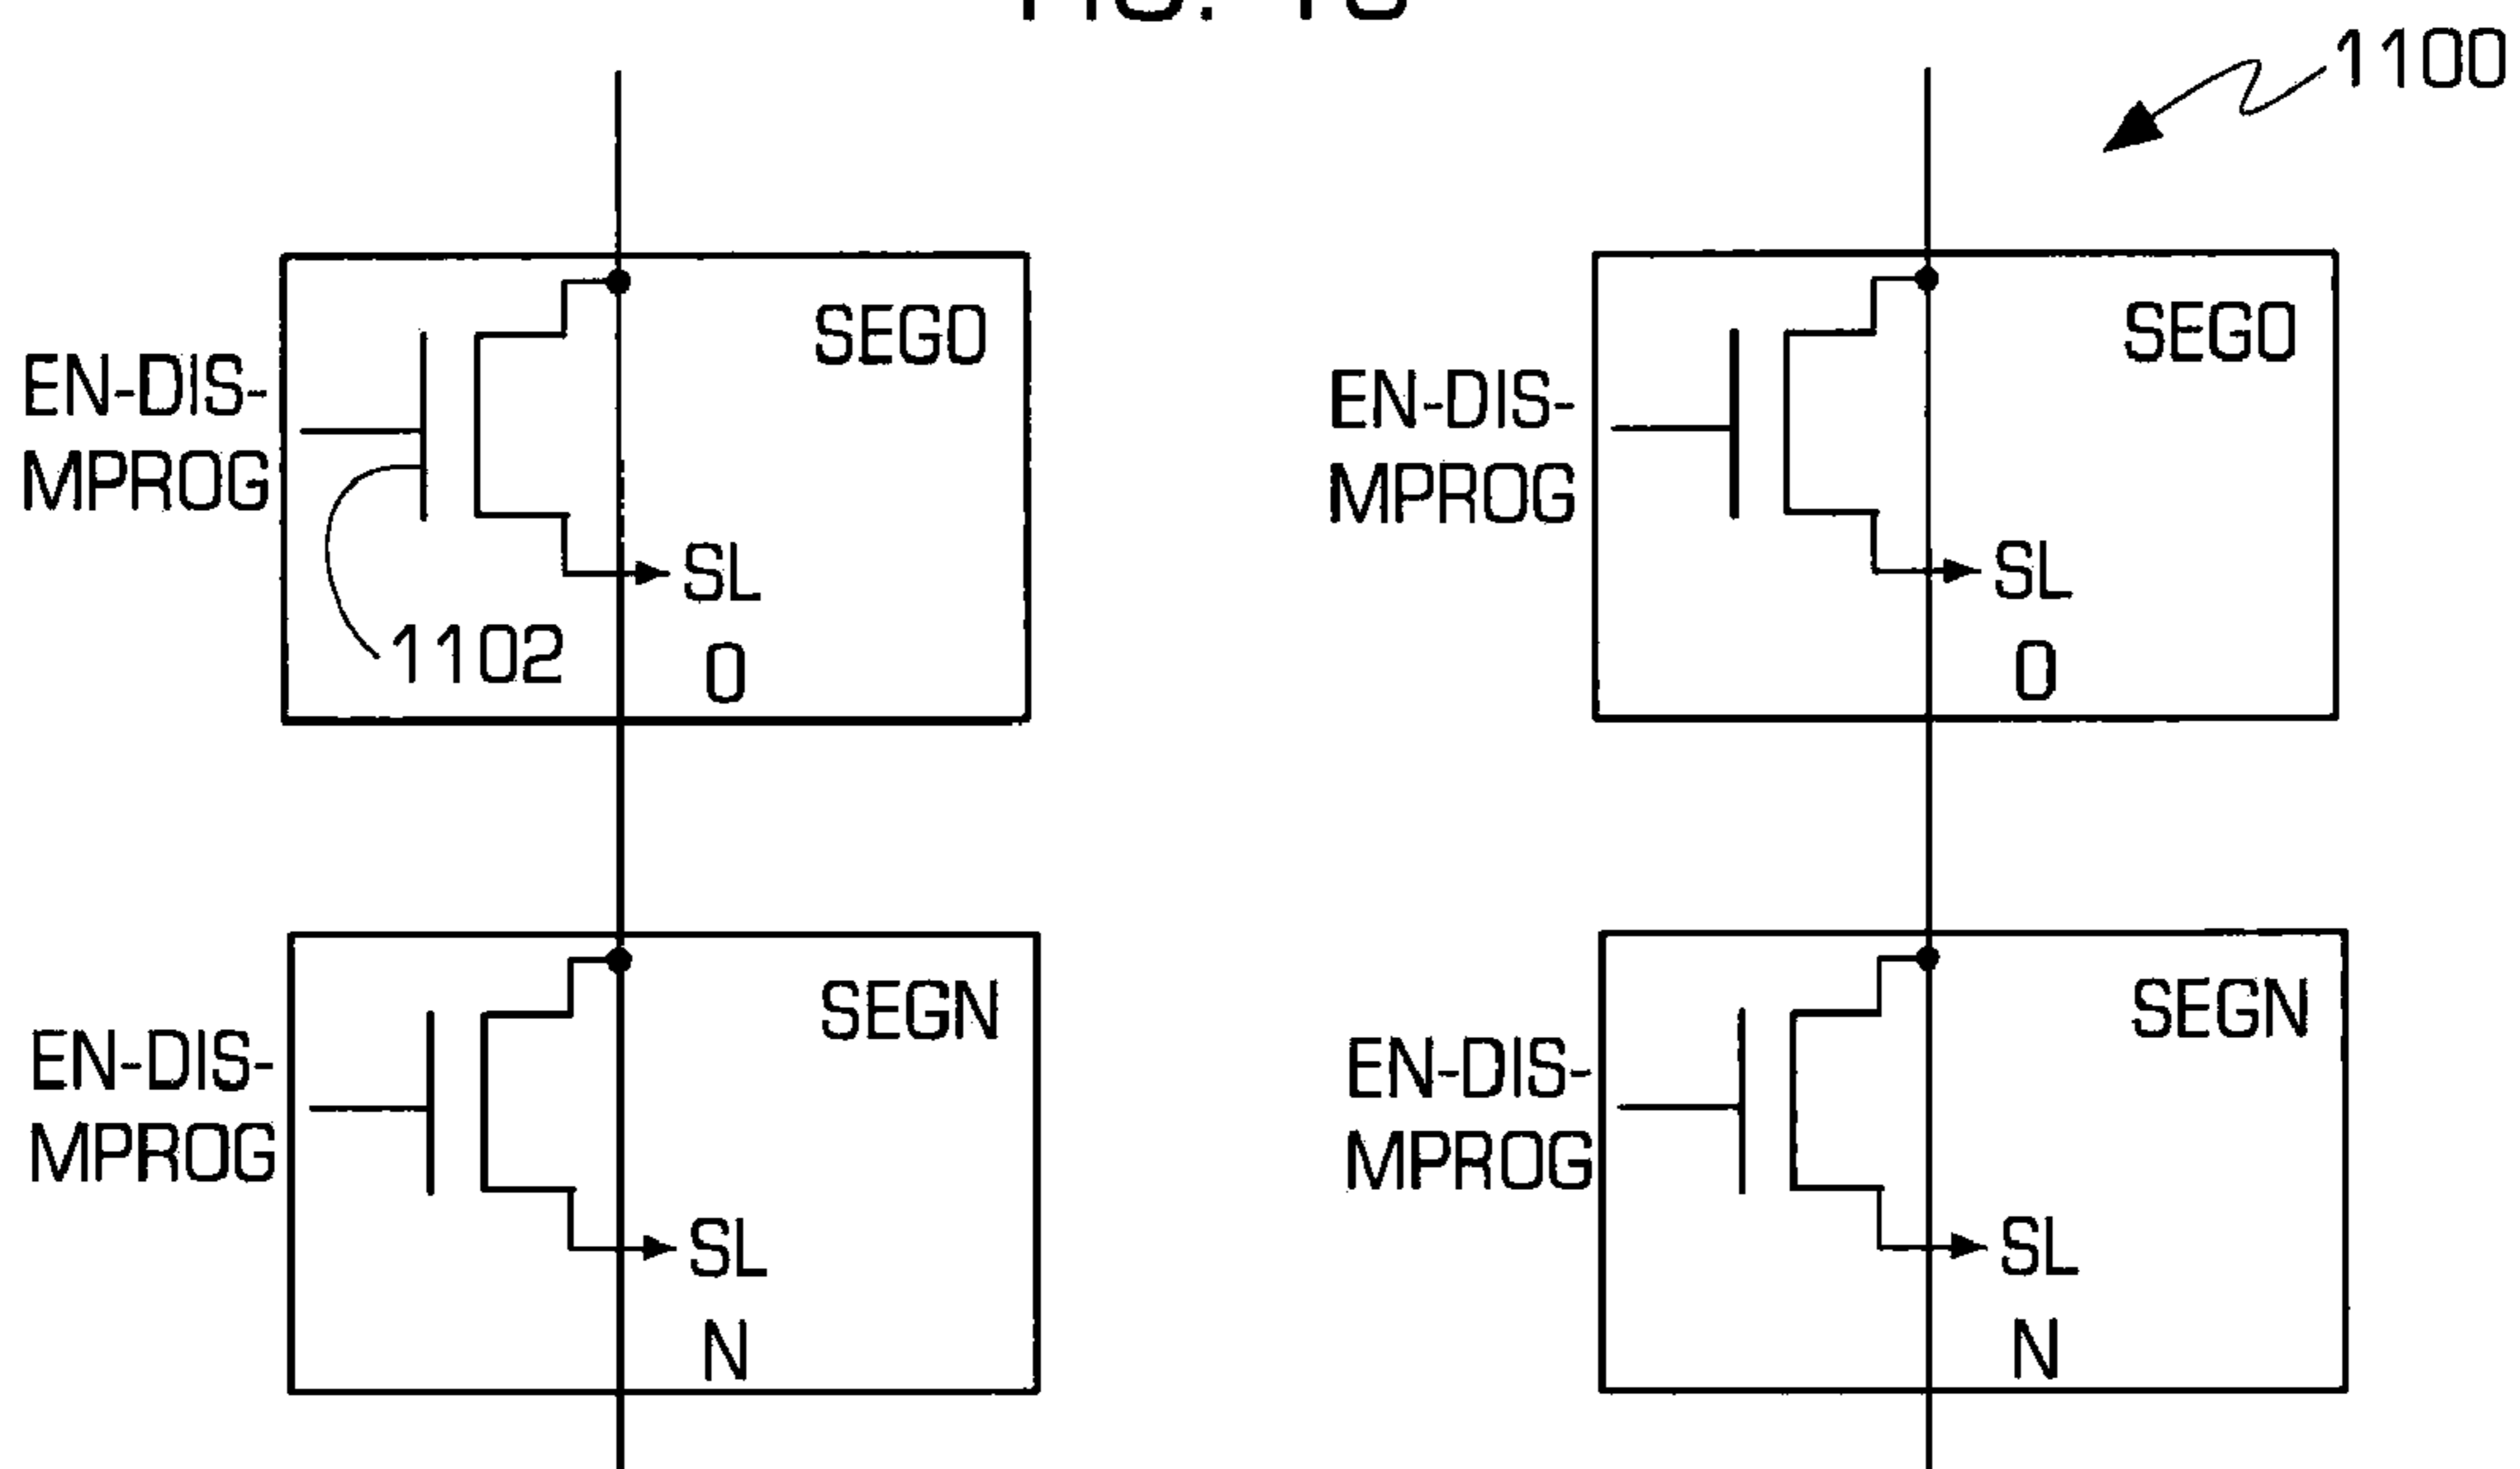 1100
SEG0
EN-DIS-
MPROG
SL
0
1102
SEG0
EN-DIS-
MPROG
SL
0
SEGN
EN-DIS-
MPROG
SL
N
SEGN
EN-DIS-
MPROG
SL
N